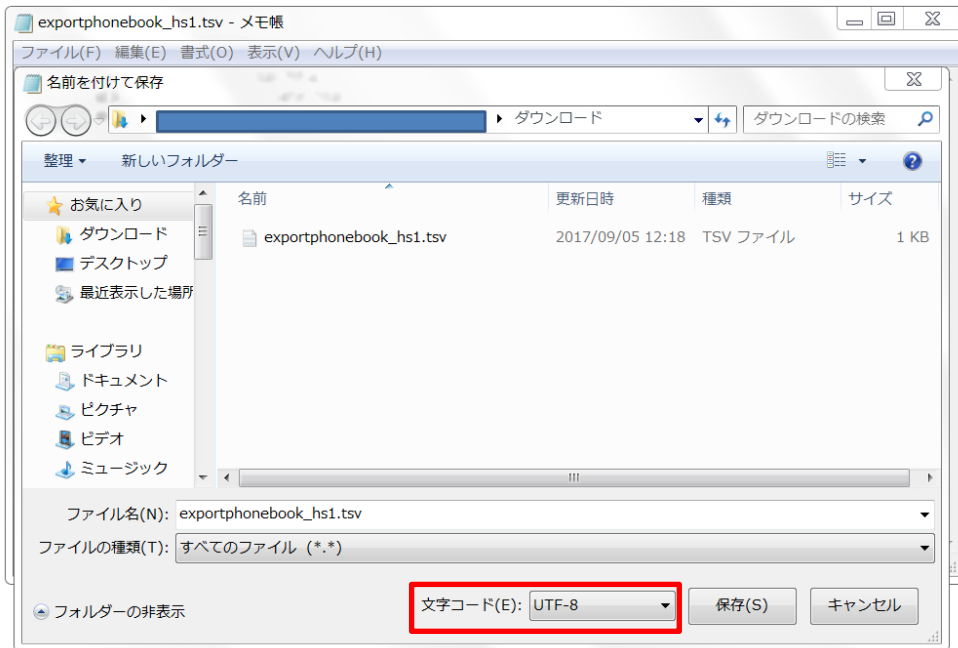 exportphonebook_hs1.tsv - メモ帳
ファイル(F) 編集(E) 書式(O) 表示(V) ヘルプ(H)
名前を付けて保存
ダウンロード ダウンロードの検索
整理 新しいフォルダー
名前 更新日時 種類 サイズ
お気に入り
exportphonebook_hs1.tsv 2017/09/05 12:18 TSV ファイル 1 KB
ダウンロード
デスクトップ
最近表示した場所
ライブラリ
ドキュメント
ピクチャ
ビデオ
ミュージック
ファイル名(N): exportphonebook_hs1.tsv
ファイルの種類(T): すべてのファイル (*.*)
フォルダーの非表示 文字コード(E): UTF-8 保存(S) キャンセル